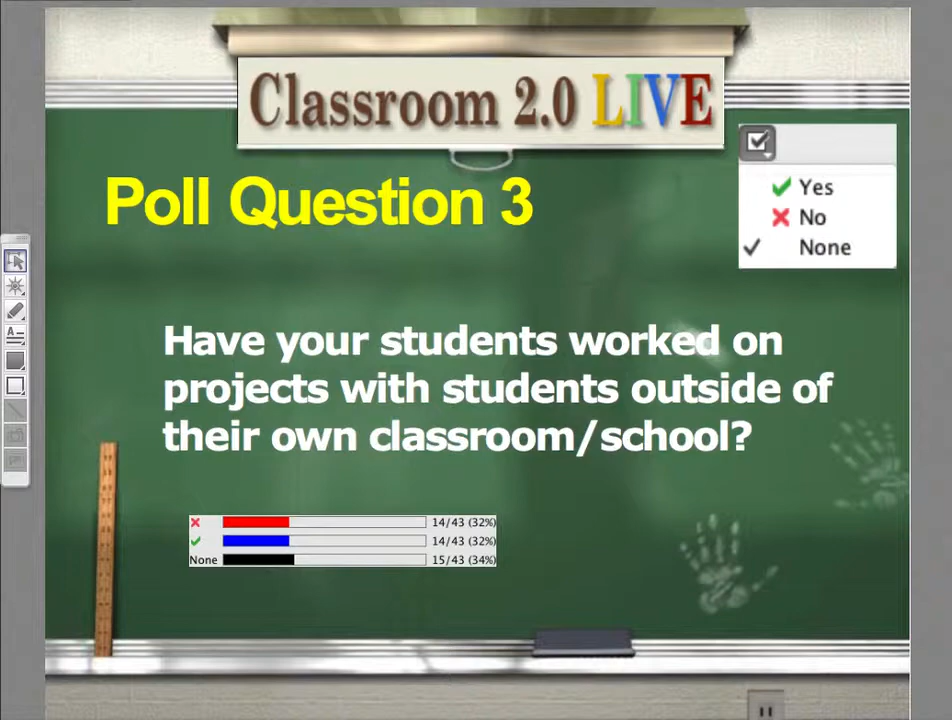 Classroom 2.0 LIVE
Poll Question 3
Yes
No
None
Have your students worked on
projects with students outside of
their own classroom/school?
14/43 (32%)
14/43 (32%)
None 15/43 (34%)
A